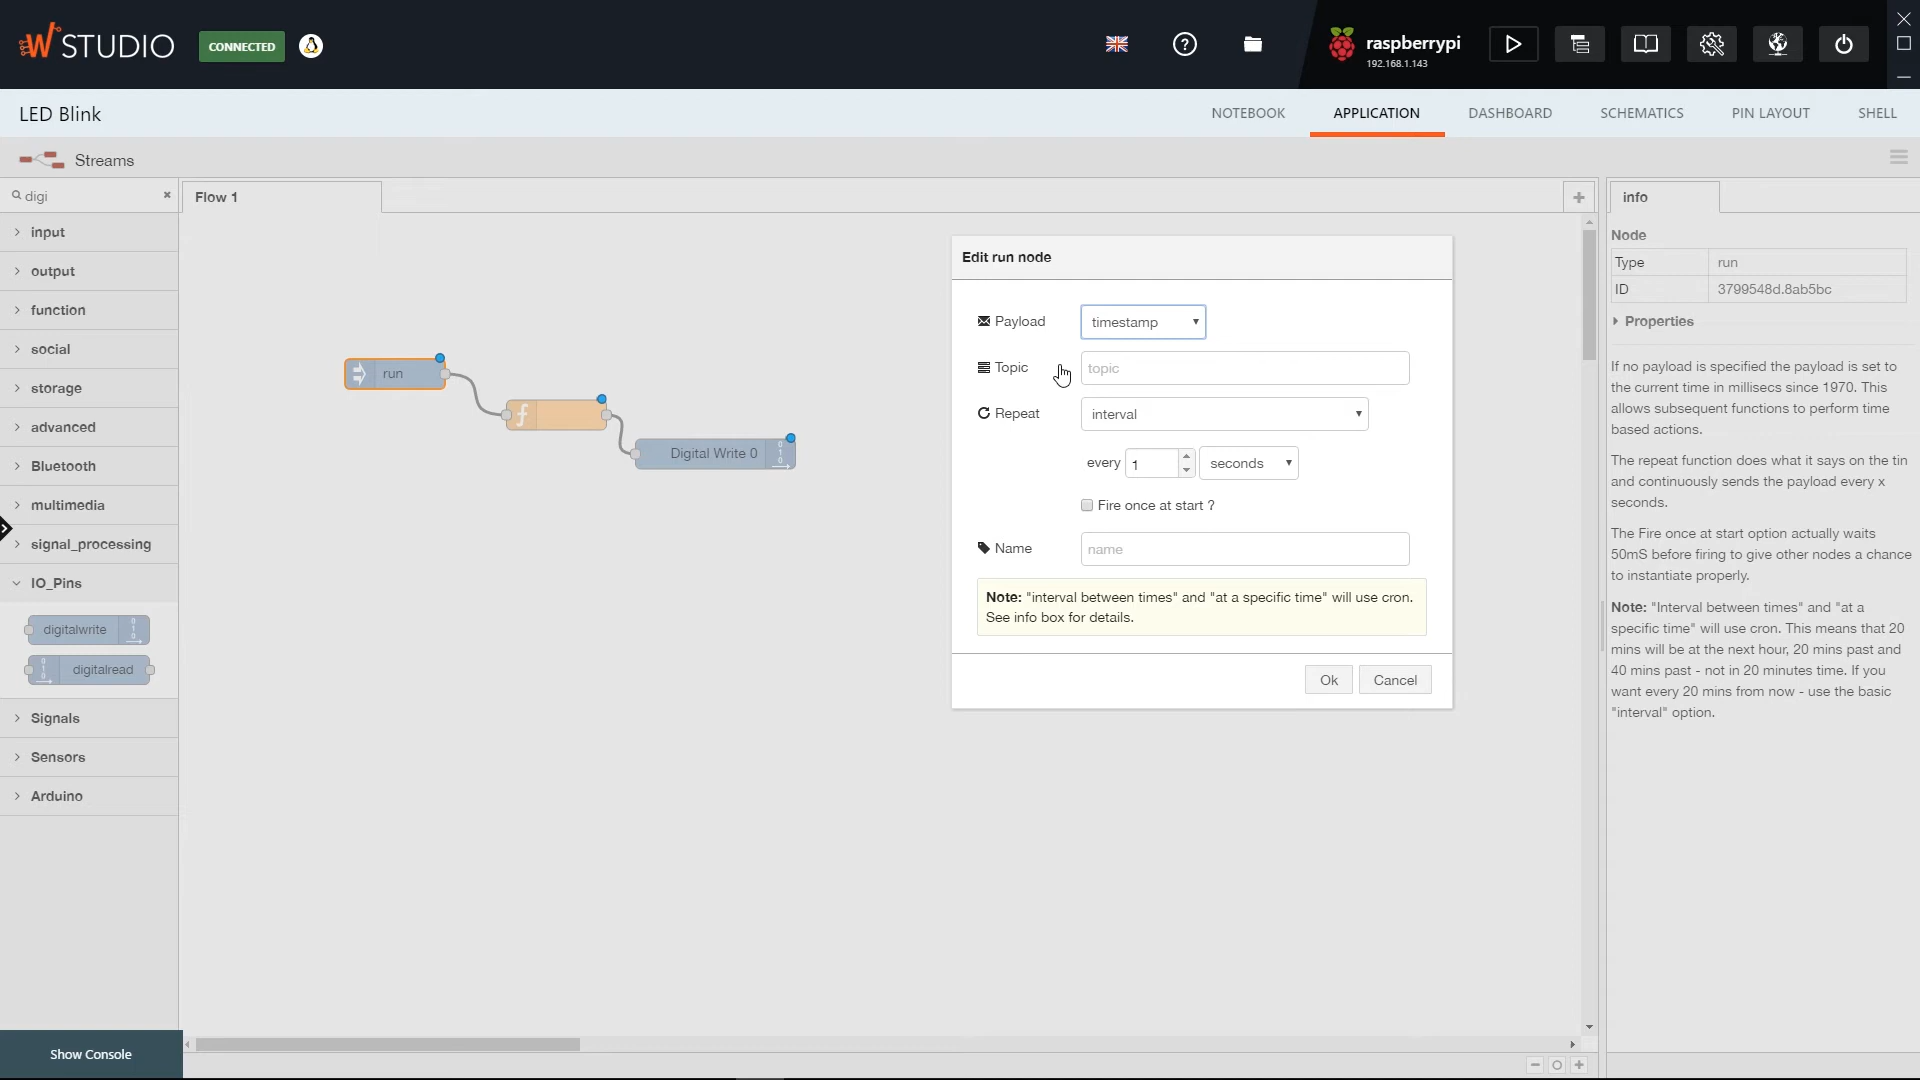 W STUDIO
CONNECTED
raspberrypi
192.168.1.143
LED Blink
NOTEBOOK
APPLICATION
DASHBOARD
SCHEMATICS
PIN LAYOUT
SHELL
Streams
digi
Flow 1
info
input
output
function
social
storage
advanced
Bluetooth
multimedia
signal_processing
IO_Pins
digitalwrite
digitalread
Signals
Sensors
Arduino
Show Console
run
Digital Write 0
Edit run node
Payload
timestamp
Topic
topic
Repeat
interval
every
1
seconds
Fire once at start ?
Name
name
Note: "interval between times" and "at a specific time" will use cron.
See info box for details.
Ok
Cancel
Node
Type
run
ID
3799548d.8ab5bc
Properties
If no payload is specified the payload is set to
the current time in millisecs since 1970. This
allows subsequent functions to perform time
based actions.
The repeat function does what it says on the tin
and continuously sends the payload every x
seconds.
The Fire once at start option actually waits
50mS before firing to give other nodes a chance
to instantiate properly.
Note: "Interval between times" and "at a
specific time" will use cron. This means that 20
mins will be at the next hour, 20 mins past and
40 mins past - not in 20 minutes time. If you
want every 20 mins from now - use the basic
"interval" option.